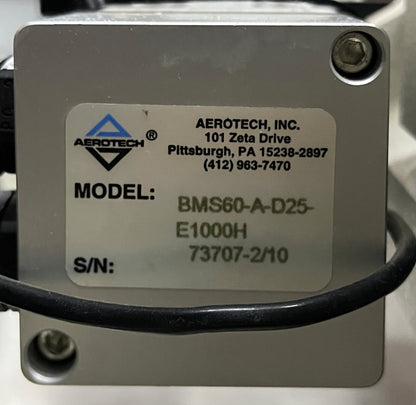 AEROTECH ®
AEROTECH, INC.
101 Zeta Drive
Pittsburgh, PA 15238-2897
(412) 963-7470
MODEL: BMS60-A-D25-
E1000H
S/N: 73707-2/10